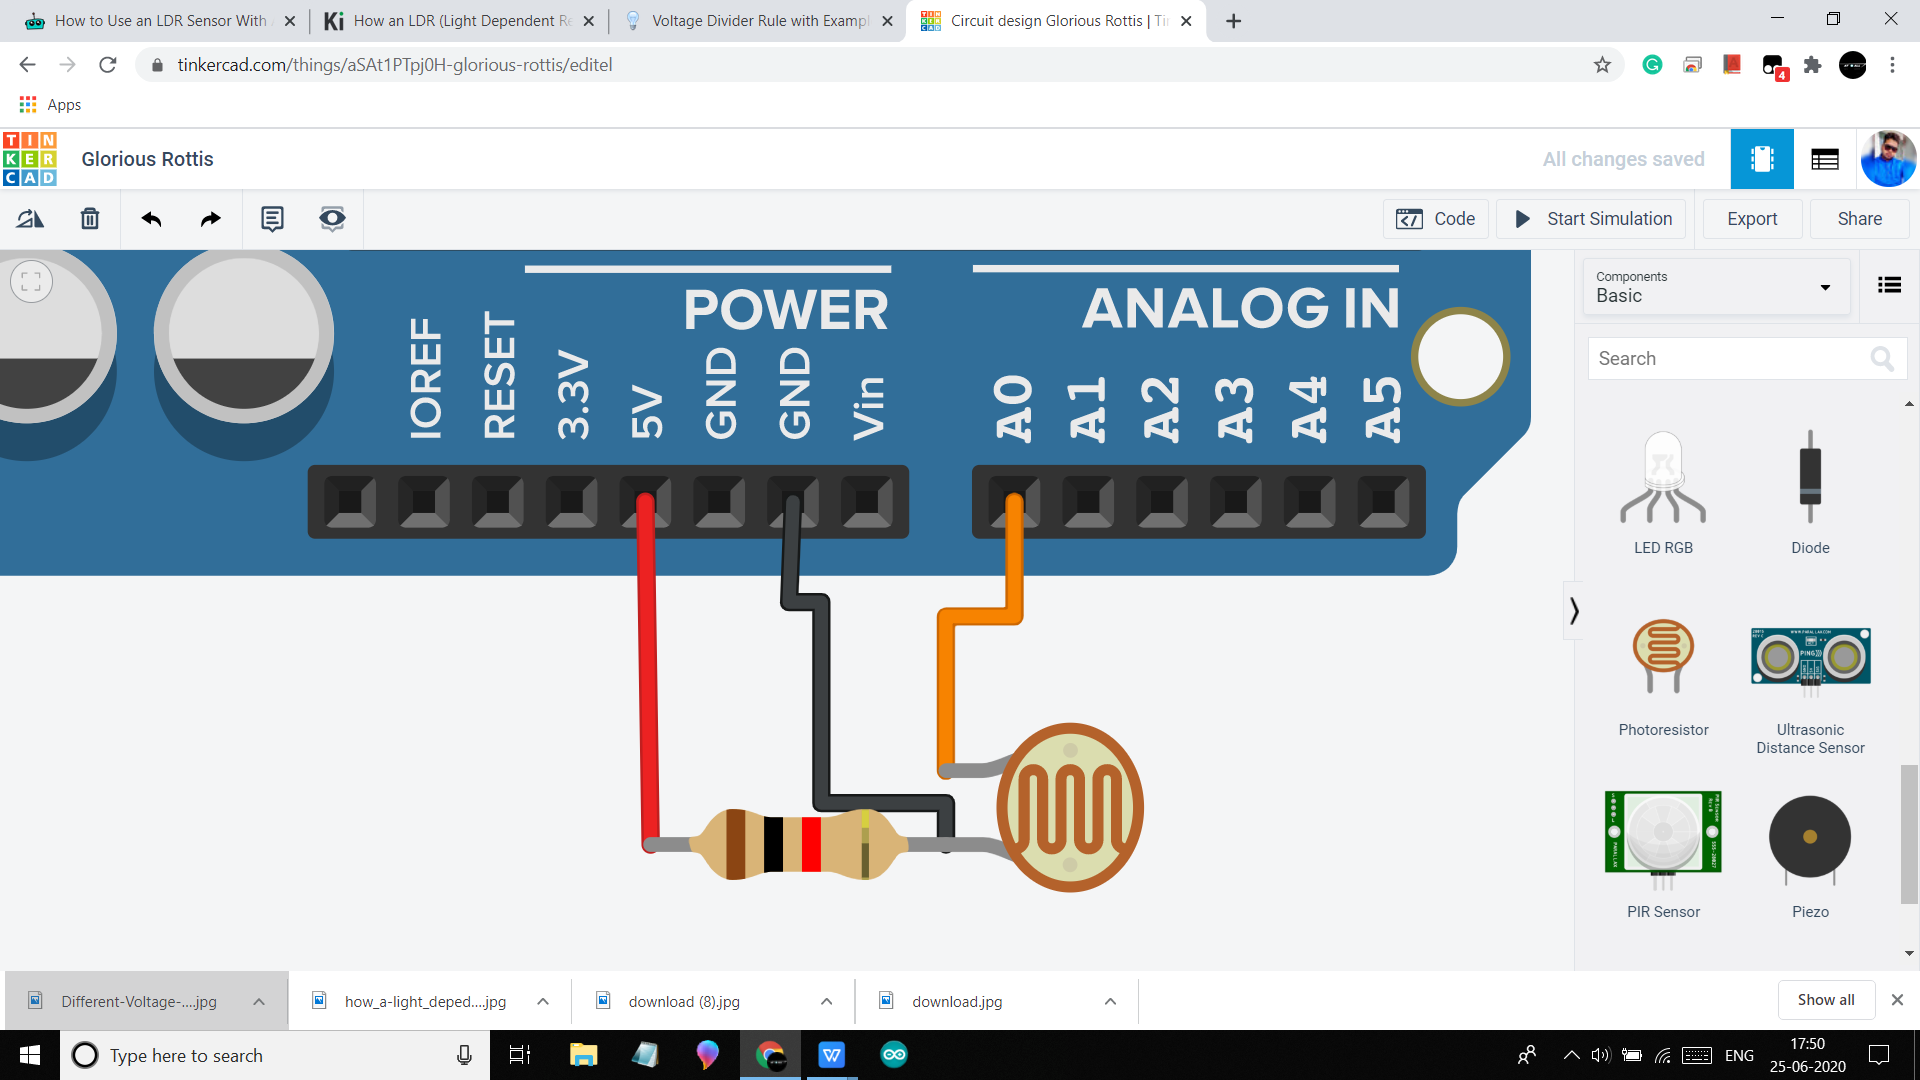 How to Use an LDR Sensor With
How an LDR (Light Dependent Re
Voltage Divider Rule with Exampl
Circuit design Glorious Rottis | Ti
tinkercad.com/things/aSAt1PTpj0H-glorious-rottis/editel
4
Apps
TIN
KER
CAD
Glorious Rottis
All changes saved
Code
Start Simulation
Export
Share
POWER
ANALOG IN
IOREF
RESET
3.3V
5V
GND
GND
Vin
A0
A1
A2
A3
A4
A5
Components
Basic
Search
LED RGB
Diode
Photoresistor
Ultrasonic
Distance Sensor
PIR Sensor
Piezo
Different-Voltage-....jpg
how_a-light_deped....jpg
download (8).jpg
download.jpg
Show all
Type here to search
ENG
17:50
25-06-2020